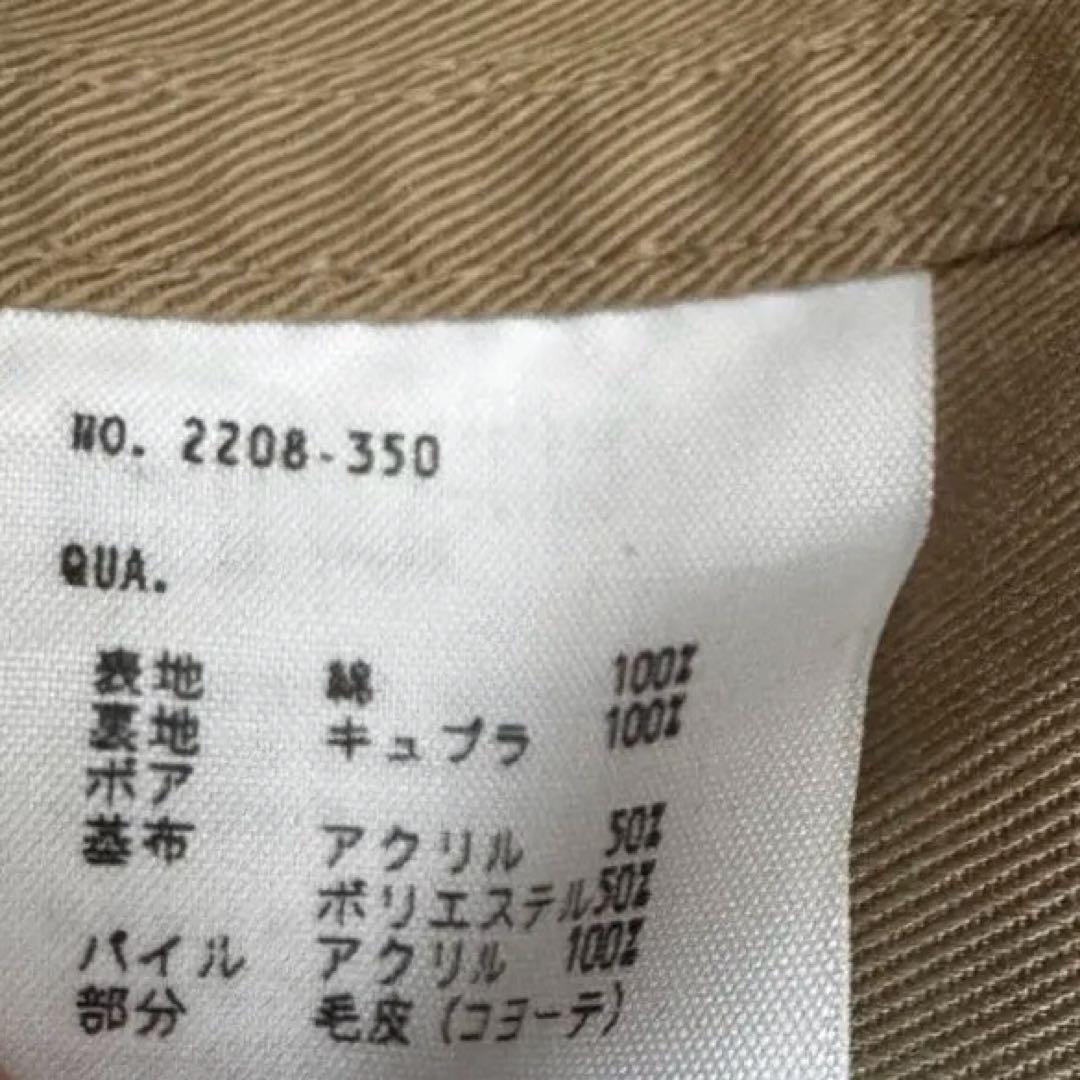 NO. 2208-350
QUA.
表地 綿 100%
裏地 キュプラ 100%
ボア
基布 アクリル 50%
ポリエステル 50%
パイル アクリル 100%
部分 毛皮(コヨーテ)